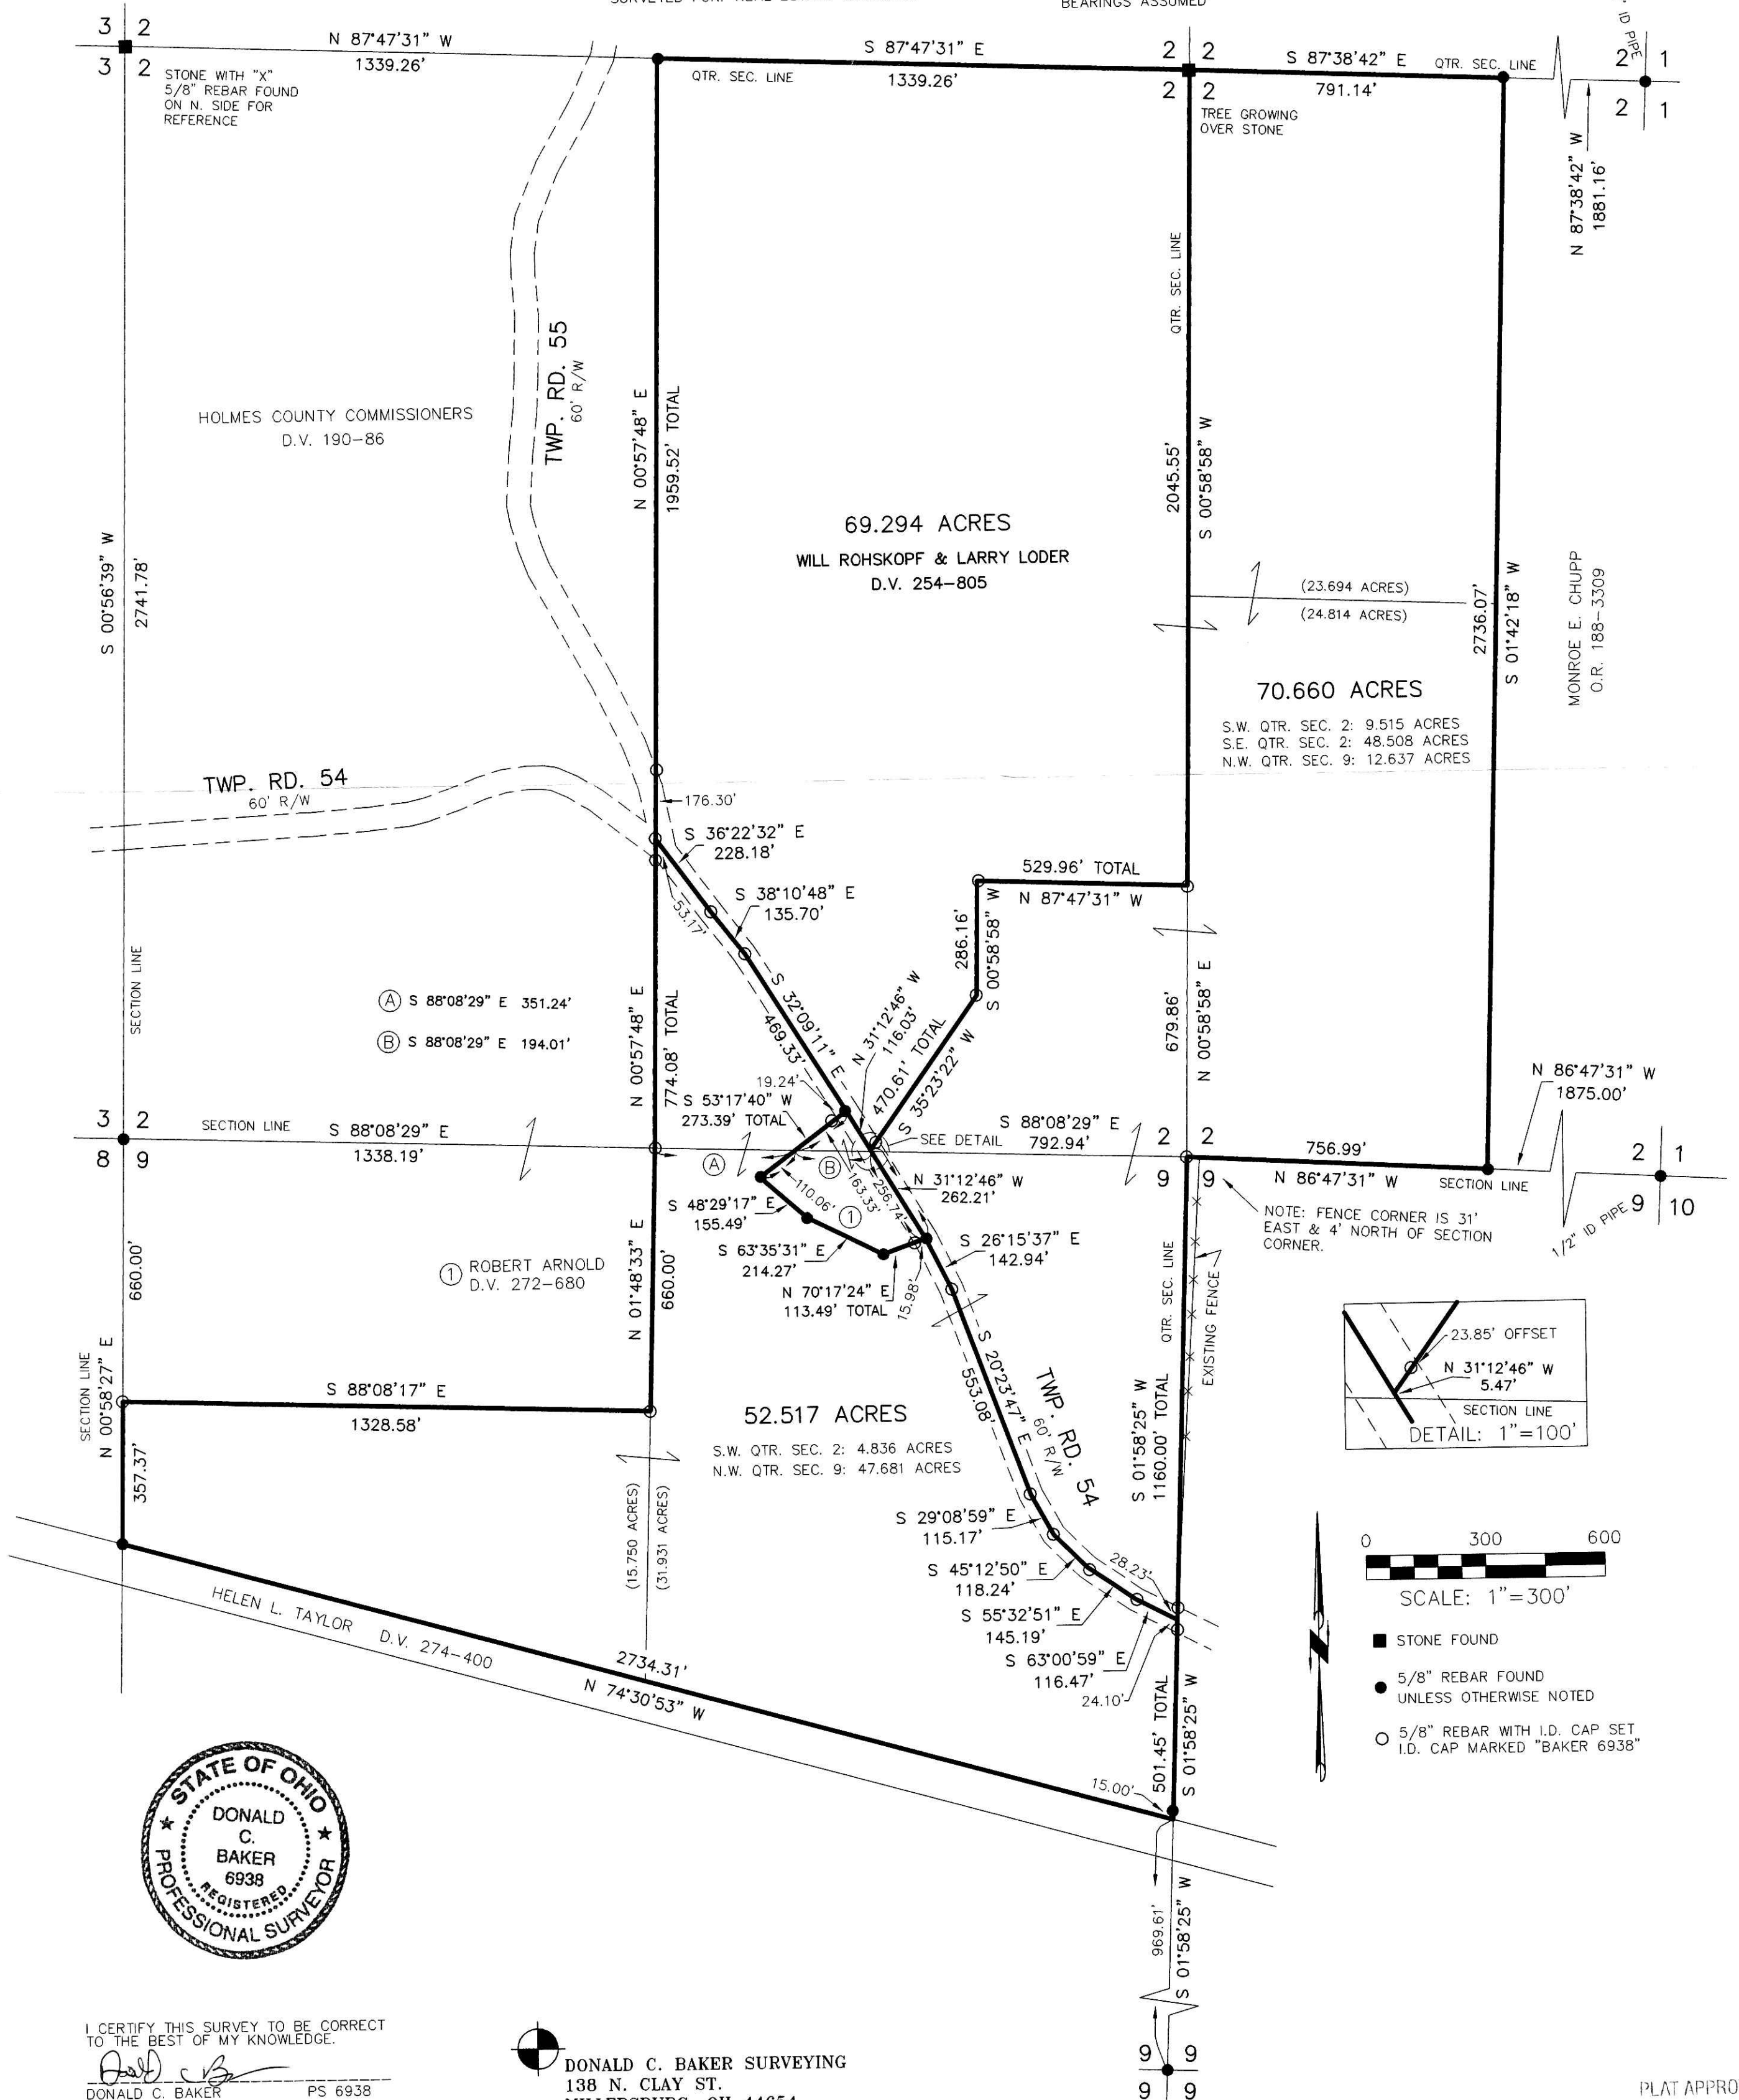 BEARINGS ASSUMED
3 2
3 2
N 87°47'31" W
1339.26'
STONE WITH "X"
5/8" REBAR FOUND
ON N. SIDE FOR
REFERENCE
S 87°47'31" E
QTR. SEC. LINE
1339.26'
2 2
2 2
S 87°38'42" E
QTR. SEC. LINE
791.14'
TREE GROWING
OVER STONE
ID PIPE
2 1
2 1
N 87°38'42" W
1881.16'
HOLMES COUNTY COMMISSIONERS
D.V. 190-86
TWP. RD. 55
60' R/W
N 00°57'48" E
1959.52' TOTAL
QTR. SEC. LINE
2045.55'
S 00°58'58" W
69.294 ACRES
WILL ROHSKOPF & LARRY LODER
D.V. 254-805
S 00°56'39" W
2741.78'
(23.694 ACRES)
(24.814 ACRES)
2736.07'
S 01°42'18" W
MONROE E. CHUPP
O.R. 188-3309
70.660 ACRES
S.W. QTR. SEC. 2: 9.515 ACRES
S.E. QTR. SEC. 2: 48.508 ACRES
N.W. QTR. SEC. 9: 12.637 ACRES
TWP. RD. 54
60' R/W
176.30'
S 36°22'32" E
228.18'
53.17'
S 38°10'48" E
135.70'
529.96' TOTAL
N 87°47'31" W
286.16'
S 00°58'58" W
S 32°09'11" E
469.33'
N 31°12'46" W
116.03'
470.61' TOTAL
S 35°23'22" W
679.86'
N 00°58'58" E
SECTION LINE
A S 88°08'29" E 351.24'
B S 88°08'29" E 194.01'
N 00°57'48" E
774.08' TOTAL
19.24'
S 53°17'40" W
273.39' TOTAL
SEE DETAIL
S 88°08'29" E
792.94'
N 86°47'31" W
1875.00'
3 2
8 9
SECTION LINE
S 88°08'29" E
1338.19'
A
B
2 2
9 9
756.99'
N 86°47'31" W
SECTION LINE
2 1
9 10
1/2" ID PIPE
N 31°12'46" W
262.21'
110.06'
163.33'
256.74'
S 48°29'17" E
155.49'
1
S 63°35'31" E
214.27'
S 26°15'37" E
142.94'
N 70°17'24" E
113.49' TOTAL
15.98'
NOTE: FENCE CORNER IS 31'
EAST & 4' NORTH OF SECTION
CORNER.
1 ROBERT ARNOLD
D.V. 272-680
660.00'
N 01°48'33" E
660.00'
QTR. SEC. LINE
EXISTING FENCE
SECTION LINE
N 00°58'27" E
357.37'
S 88°08'17" E
1328.58'
S 20°23'47" E
553.08'
TWP. RD. 54
60' R/W
S 01°58'25" W
1160.00' TOTAL
23.85' OFFSET
N 31°12'46" W
5.47'
SECTION LINE
DETAIL: 1"=100'
52.517 ACRES
S.W. QTR. SEC. 2: 4.836 ACRES
N.W. QTR. SEC. 9: 47.681 ACRES
(15.750 ACRES)
(31.931 ACRES)
S 29°08'59" E
115.17'
S 45°12'50" E
118.24'
28.23'
S 55°32'51" E
145.19'
S 63°00'59" E
116.47'
24.10'
0 300 600
SCALE: 1"=300'
STONE FOUND
5/8" REBAR FOUND
UNLESS OTHERWISE NOTED
5/8" REBAR WITH I.D. CAP SET
I.D. CAP MARKED "BAKER 6938"
HELEN L. TAYLOR D.V. 274-400
2734.31'
N 74°30'53" W
501.45' TOTAL
S 01°58'25" W
15.00'
STATE OF OHIO
DONALD
C.
BAKER
6938
REGISTERED
PROFESSIONAL SURVEYOR
969.61'
S 01°58'25" W
9 9
9 9
I CERTIFY THIS SURVEY TO BE CORRECT
TO THE BEST OF MY KNOWLEDGE.
DONALD C. BAKER PS 6938
DONALD C. BAKER SURVEYING
138 N. CLAY ST.
PLAT APPRO